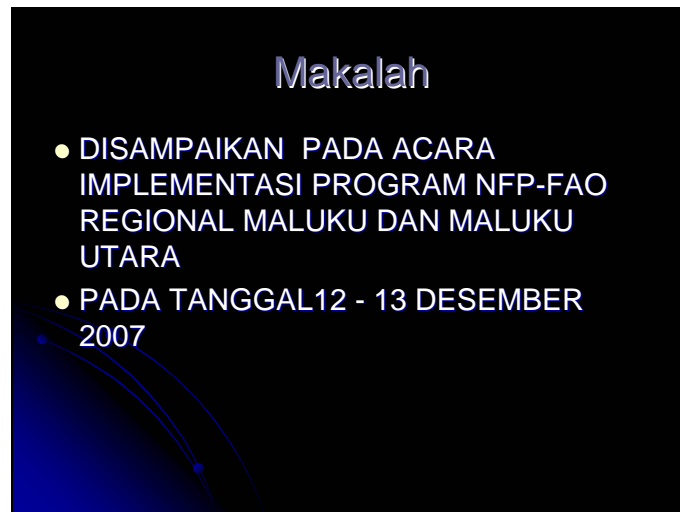 Makalah
DISAMPAIKAN PADA ACARA
IMPLEMENTASI PROGRAM NFP-FAO
REGIONAL MALUKU DAN MALUKU
UTARA
PADA TANGGAL12 - 13 DESEMBER
2007